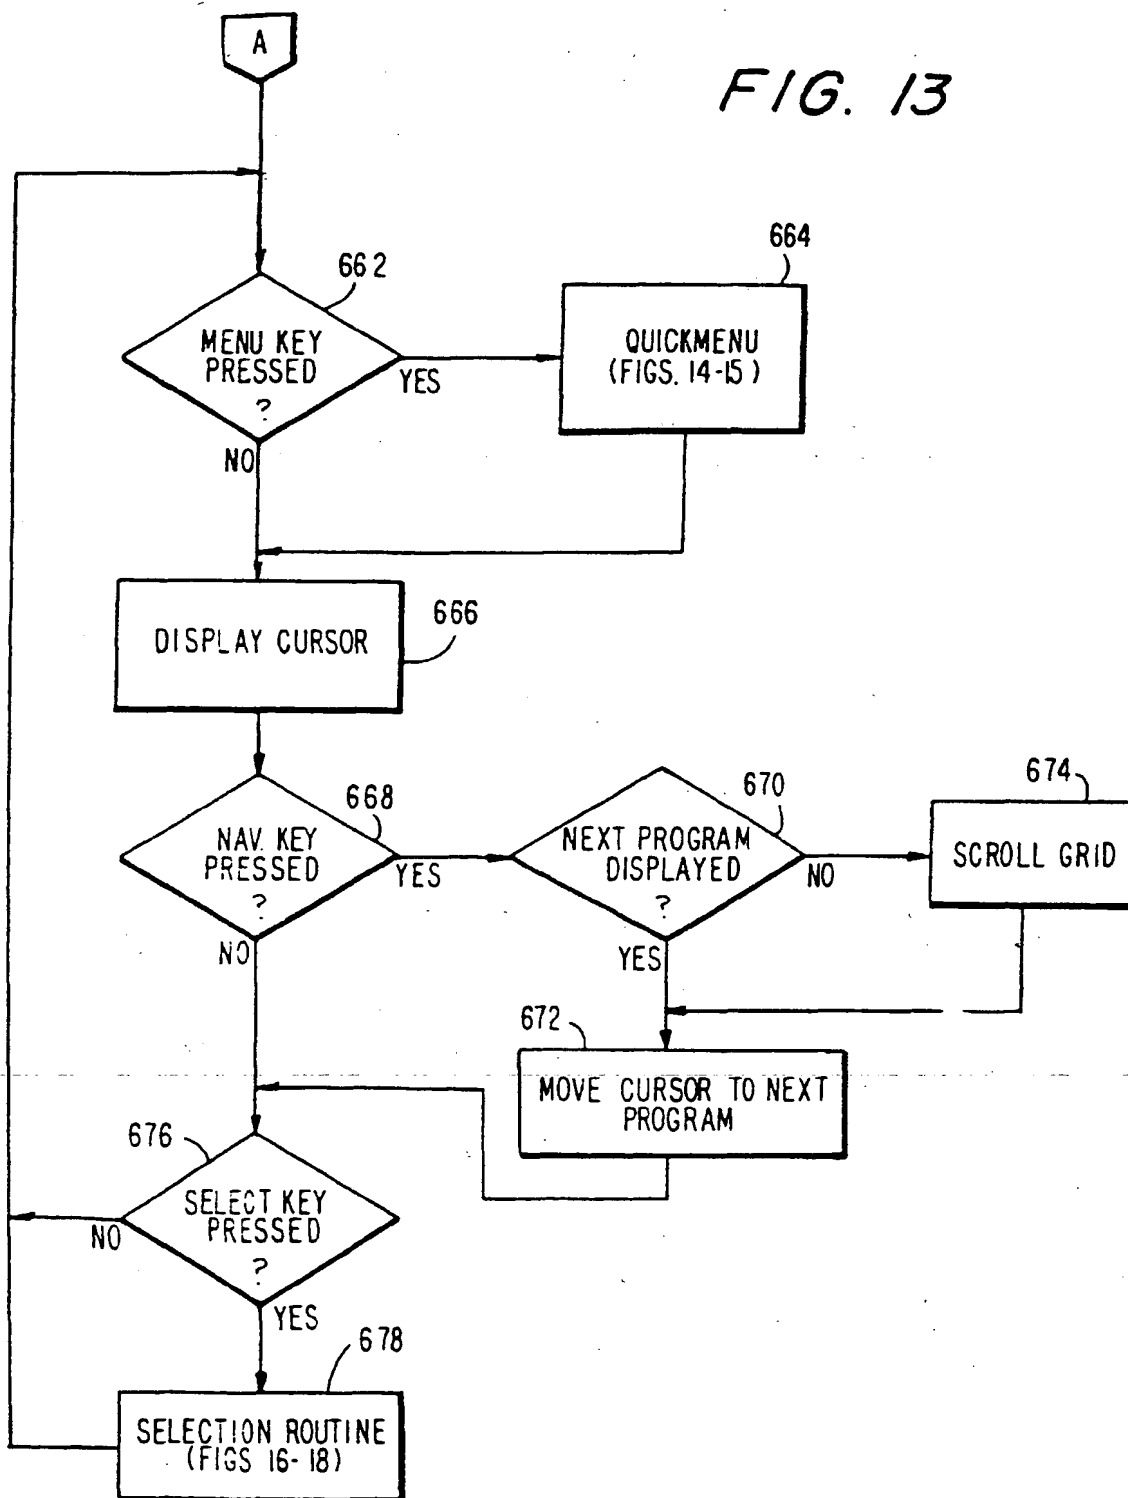 A
FIG. 13
662
MENU KEY
PRESSED
?
YES
NO
664
QUICKMENU
(FIGS. 14-15)
666
DISPLAY CURSOR
668
NAV. KEY
PRESSED
?
YES
NO
670
NEXT PROGRAM
DISPLAYED
?
NO
YES
674
SCROLL GRID
672
MOVE CURSOR TO NEXT
PROGRAM
676
SELECT KEY
PRESSED
?
NO
YES
678
SELECTION ROUTINE
(FIGS 16-18)